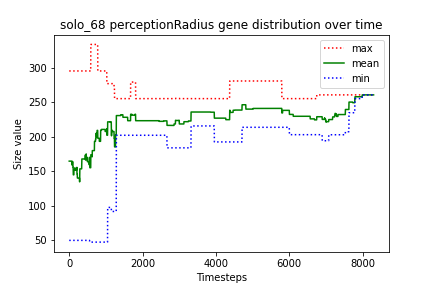 solo_68 perceptionRadius gene distribution over time
max
mean
min
Size value
300
250
200
150
100
50
0
2000
4000
6000
8000
Timesteps